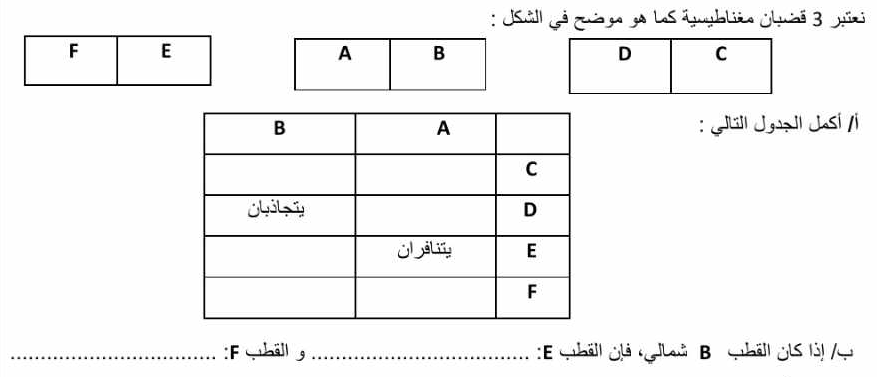 نعتبر 3 قضبان مغناطيسية كما هو موضح في الشكل :
F E A B D C
أ/ أكمل الجدول التالي :
A B
C
D يتجاذبان
E يتنافران
F
ب/ إذا كان القطب B شمالي، فإن القطب E: .................................... و القطب F: ..................................